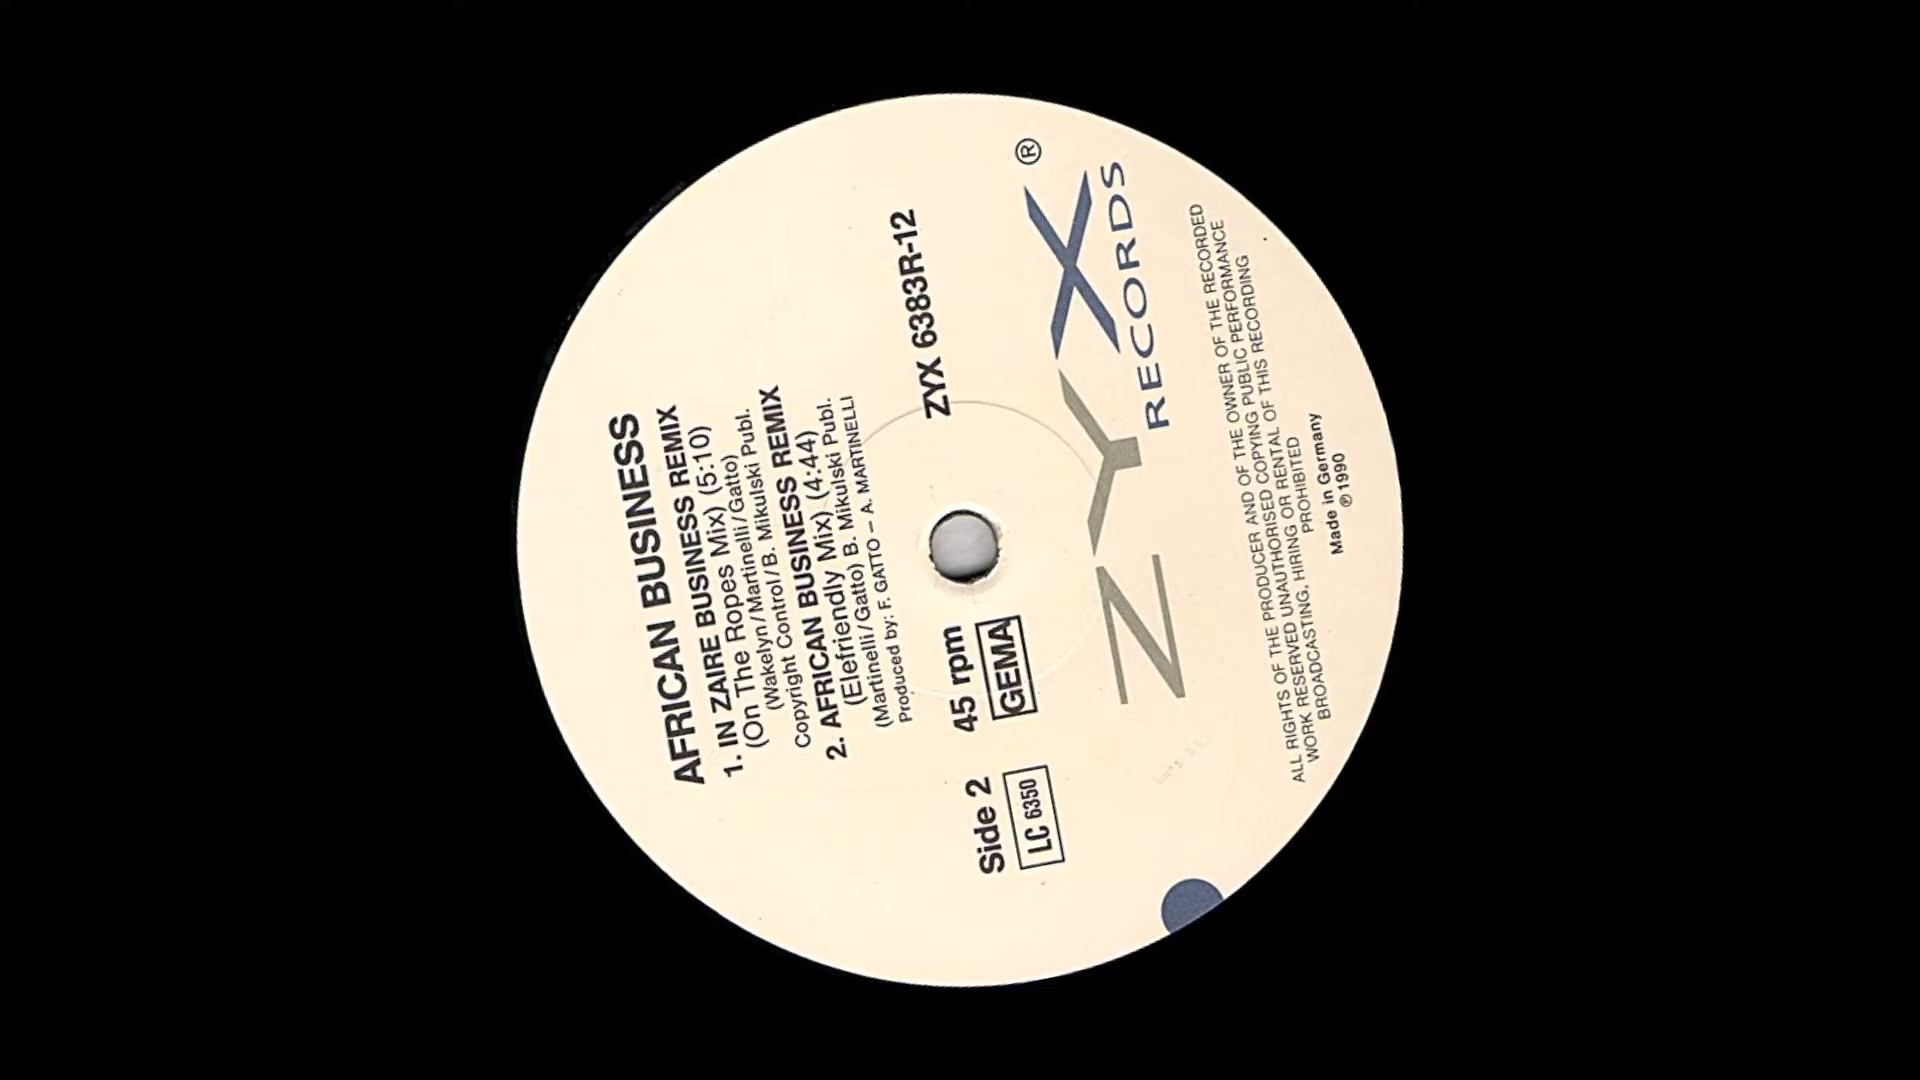 AFRICAN BUSINESS
AFRICAN BUSINESS REMIX
1. IN ZAIRE BUSINESS MIX) (5:10)
(On The Ropes Mix)
(Wakelyn/Martinelli/Gatto)
Copyright Control/B. Mikulski Publ.
AFRICAN BUSINESS REMIX
2. AFRICAN BUSINESS
(Elefriendly Mix) (4:44)
(Martinelli/Gatto) B. Mikulski Publ.
Produced by: F. GATTO – A. MARTINELLI
ZYX 6383R-12
Side 2
45 rpm
LC 6350
GEMA
ZYX ®
RECORDS
ALL RIGHTS OF THE PRODUCER AND OF THE OWNER OF THE RECORDED
WORK RESERVED UNAUTHORISED COPYING PUBLIC PERFORMANCE
BROADCASTING, HIRING OR RENTAL OF THIS RECORDING
PROHIBITED
Made in Germany
℗ 1990